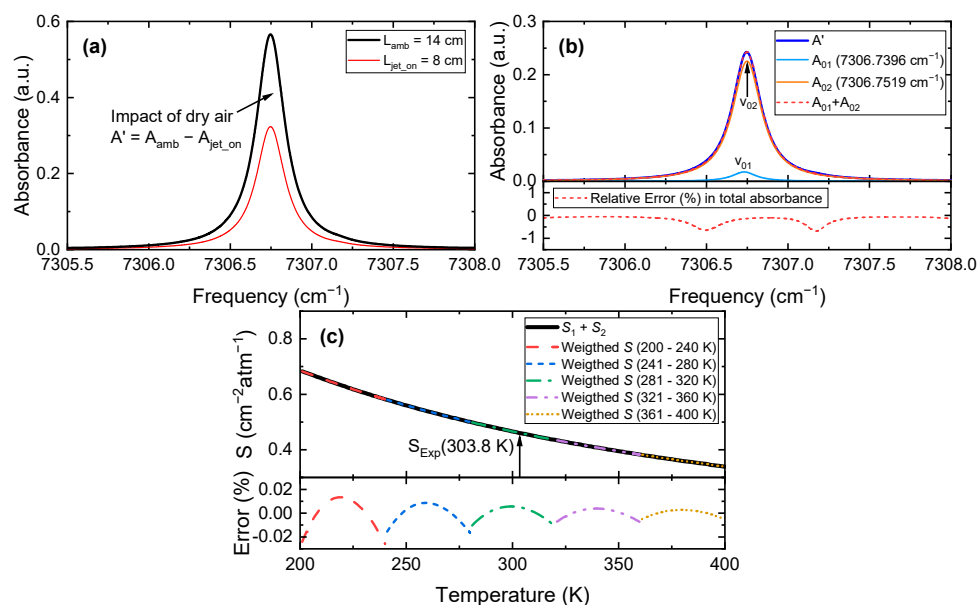 (a)
L_amb = 14 cm
L_jet_on = 8 cm
Impact of dry air
A' = A_amb − A_jet_on
Absorbance (a.u.)
0.6
0.4
0.2
0.0
7305.5 7306.0 7306.5 7307.0 7307.5 7308.0
Frequency (cm⁻¹)
(b)
A'
A₀₁ (7306.7396 cm⁻¹)
A₀₂ (7306.7519 cm⁻¹)
A₀₁+A₀₂
ν₀₂
ν₀₁
Absorbance (a.u.)
0.3
0.2
0.1
0.0
Relative Error (%) in total absorbance
1
0
-1
7305.5 7306.0 7306.5 7307.0 7307.5 7308.0
Frequency (cm⁻¹)
(c)
S₁ + S₂
Weigthed S (200 - 240 K)
Weigthed S (241 - 280 K)
Weigthed S (281 - 320 K)
Weigthed S (321 - 360 K)
Weigthed S (361 - 400 K)
S_Exp(303.8 K)
S (cm⁻²atm⁻¹)
0.8
0.6
0.4
Error (%)
0.02
0.00
-0.02
200 250 300 350 400
Temperature (K)